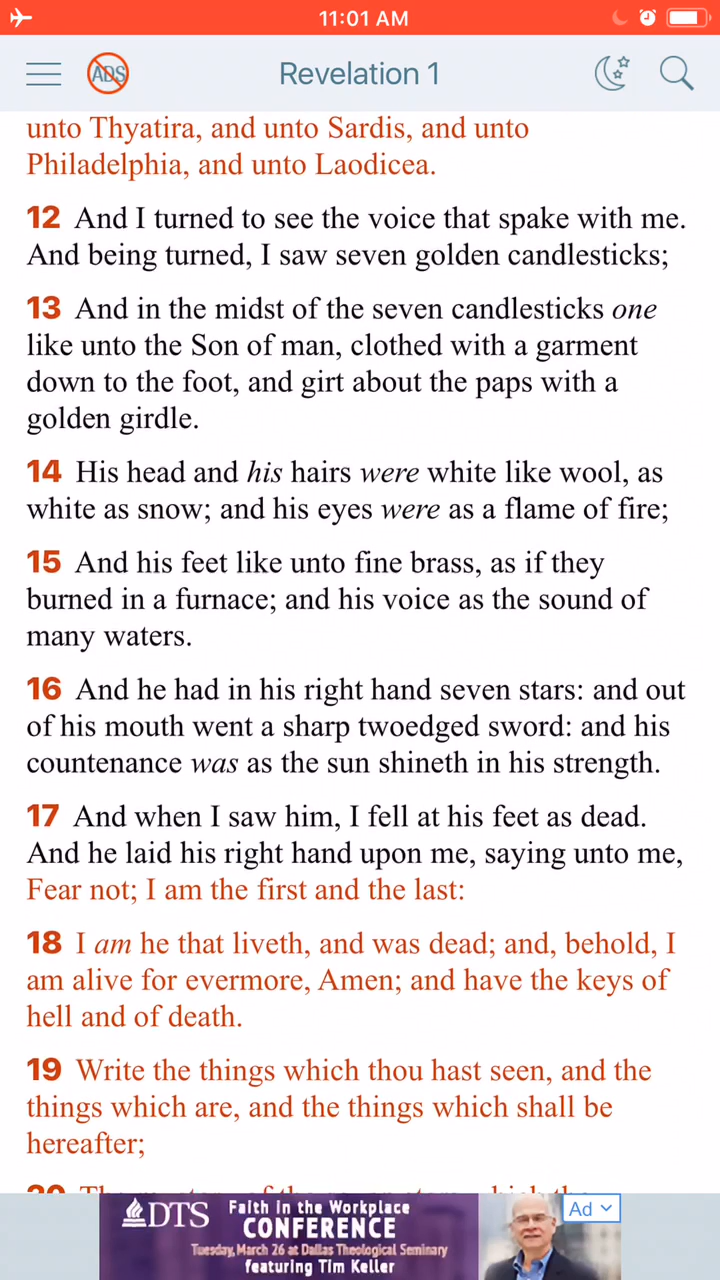 11:01 AM
ADS
Revelation 1
unto Thyatira, and unto Sardis, and unto
Philadelphia, and unto Laodicea.
12 And I turned to see the voice that spake with me.
And being turned, I saw seven golden candlesticks;
13 And in the midst of the seven candlesticks one
like unto the Son of man, clothed with a garment
down to the foot, and girt about the paps with a
golden girdle.
14 His head and his hairs were white like wool, as
white as snow; and his eyes were as a flame of fire;
15 And his feet like unto fine brass, as if they
burned in a furnace; and his voice as the sound of
many waters.
16 And he had in his right hand seven stars: and out
of his mouth went a sharp twoedged sword: and his
countenance was as the sun shineth in his strength.
17 And when I saw him, I fell at his feet as dead.
And he laid his right hand upon me, saying unto me,
Fear not; I am the first and the last:
18 I am he that liveth, and was dead; and, behold, I
am alive for evermore, Amen; and have the keys of
hell and of death.
19 Write the things which thou hast seen, and the
things which are, and the things which shall be
hereafter;
20
DTS
Faith in the Workplace
CONFERENCE
Tuesday, March 26 at Dallas Theological Seminary
featuring Tim Keller
Ad